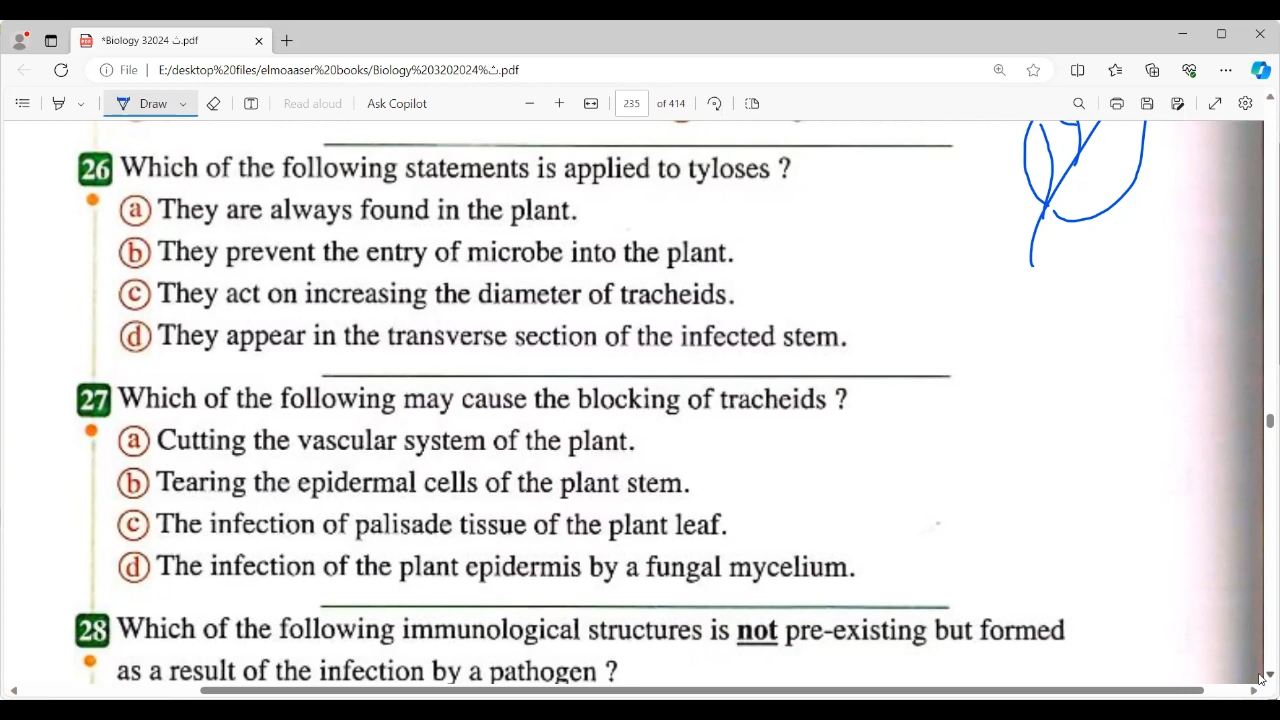 *Biology 32024 ث.pdf
File
E:/desktop%20files/elmoaaser%20books/Biology%203202024%ث.pdf
Draw
Read aloud
Ask Copilot
235
of 414
26 Which of the following statements is applied to tyloses ?
a They are always found in the plant.
b They prevent the entry of microbe into the plant.
c They act on increasing the diameter of tracheids.
d They appear in the transverse section of the infected stem.
27 Which of the following may cause the blocking of tracheids ?
a Cutting the vascular system of the plant.
b Tearing the epidermal cells of the plant stem.
c The infection of palisade tissue of the plant leaf.
d The infection of the plant epidermis by a fungal mycelium.
28 Which of the following immunological structures is not pre-existing but formed
as a result of the infection by a pathogen ?